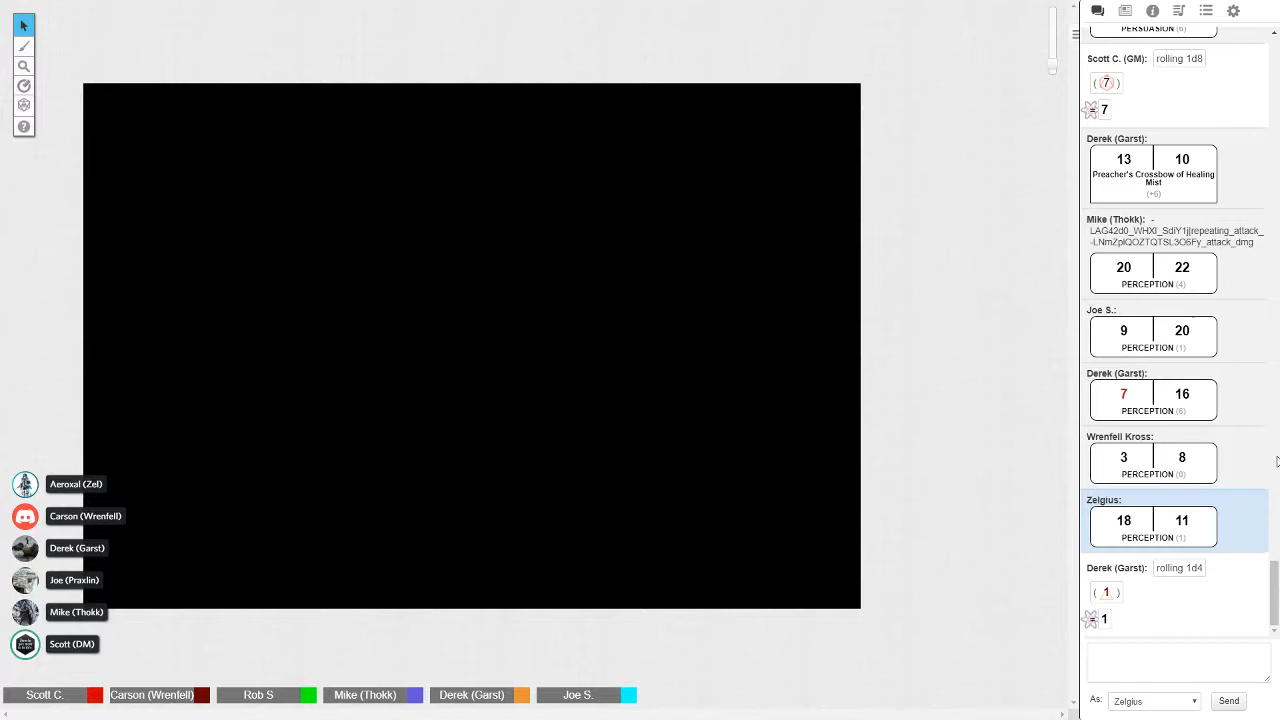 PERSUASION (6)
Scott C. (GM): rolling 1d8
( 7 )
= 7
Derek (Garst):
13 10
Preacher's Crossbow of Healing
Mist
(+6)
Mike (Thokk): -
20 22
PERCEPTION (4)
Joe S.:
9 20
PERCEPTION (1)
Derek (Garst):
7 16
PERCEPTION (6)
Wrenfell Kross:
3 8
PERCEPTION (0)
Zelgius:
18 11
PERCEPTION (1)
Derek (Garst): rolling 1d4
( 1 )
= 1
As: Zelgius Send
Aeroxal (Zel)
Carson (Wrenfell)
Derek (Garst)
Joe (Praxlin)
Mike (Thokk)
Scott (DM)
Scott C. Carson (Wrenfell) Rob S Mike (Thokk) Derek (Garst) Joe S.